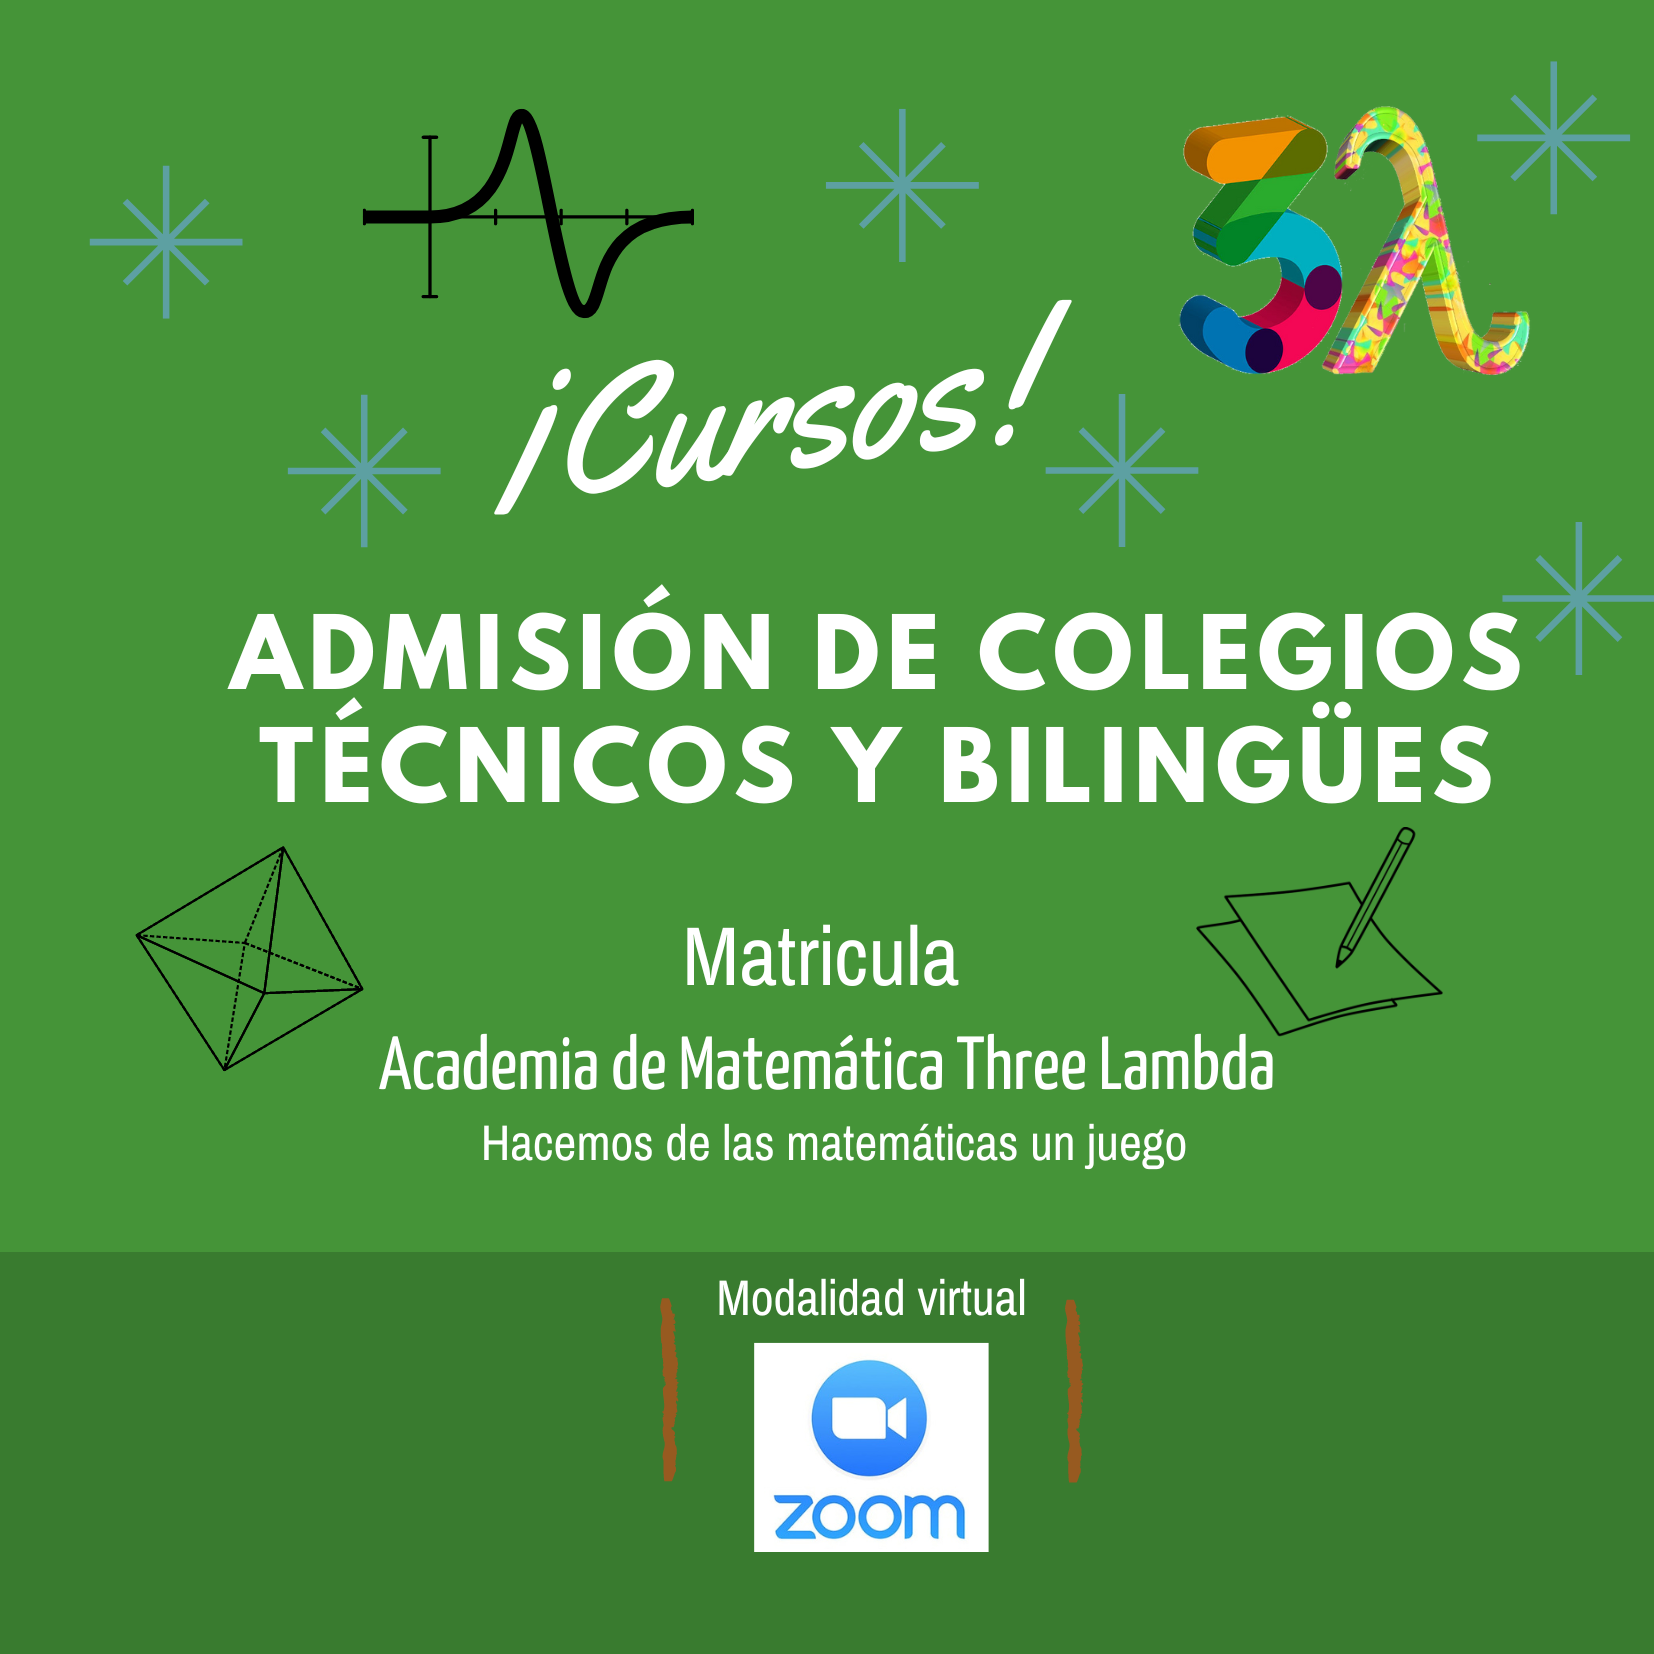 3λ
¡Cursos!
ADMISIÓN DE COLEGIOS
TÉCNICOS Y BILINGÜES
Matricula
Academia de Matemática Three Lambda
Hacemos de las matemáticas un juego
Modalidad virtual
zoom